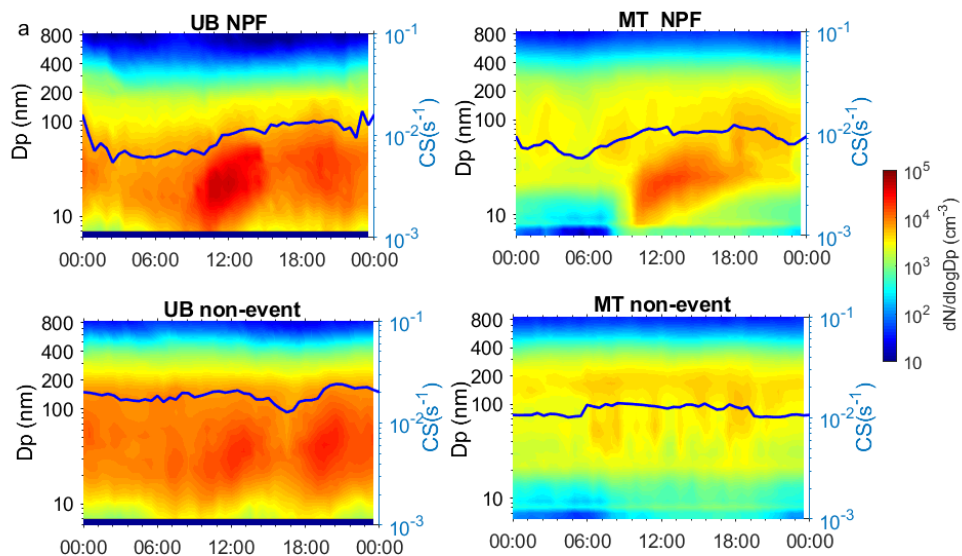 a
UB NPF
MT NPF
800
400
200
100
10
Dp (nm)
10^-1
10^-2
10^-3
CS(s^-1)
00:00 06:00 12:00 18:00 00:00
800
400
200
100
10
Dp (nm)
10^-1
10^-2
10^-3
CS(s^-1)
00:00 06:00 12:00 18:00 00:00
10^5
10^4
10^3
10^2
10
dN/dlogDp (cm^-3)
UB non-event
MT non-event
800
400
200
100
10
Dp (nm)
10^-1
10^-2
10^-3
CS(s^-1)
00:00 06:00 12:00 18:00 00:00
800
400
200
100
10
Dp (nm)
10^-1
10^-2
10^-3
CS(s^-1)
00:00 06:00 12:00 18:00 00:00